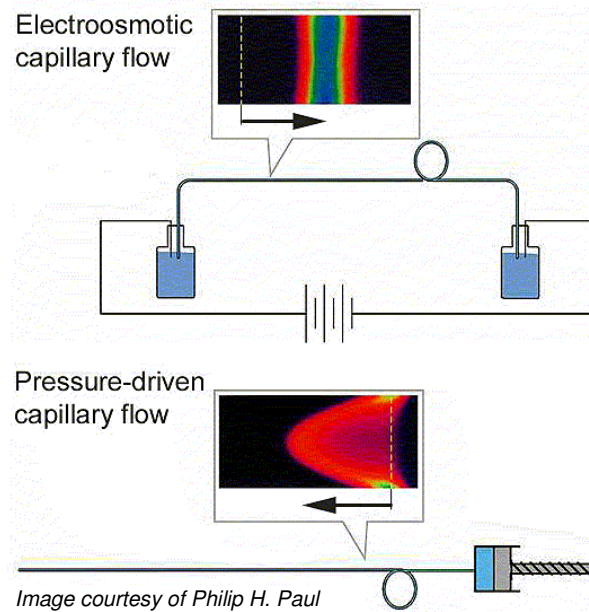 Electroosmotic
capillary flow
Pressure-driven
capillary flow
Image courtesy of Philip H. Paul